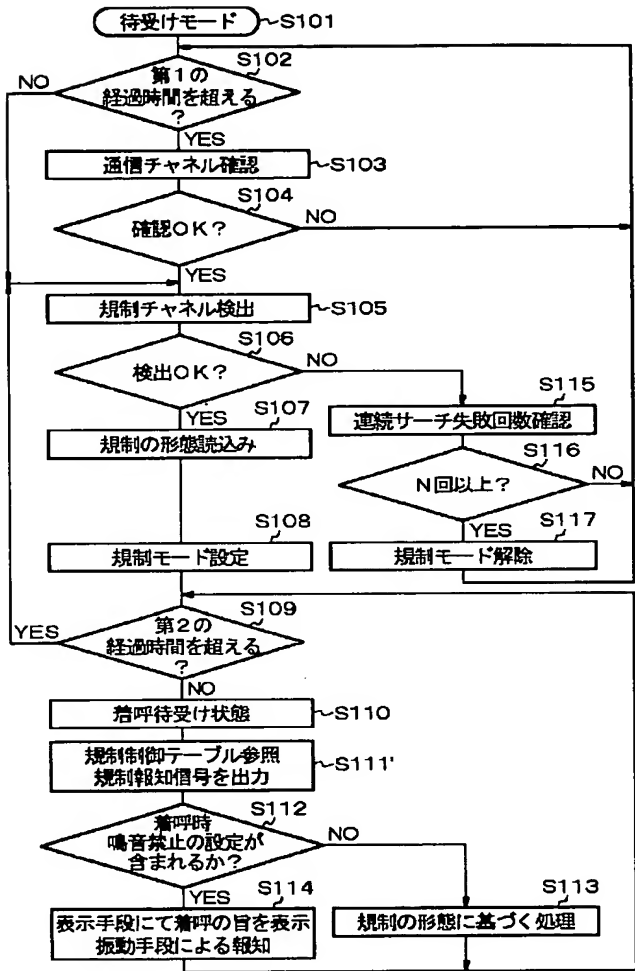 待受けモード
S101
S102
第1の
経過時間を超える
?
NO
YES
通信チャネル確認
S103
S104
確認OK?
NO
YES
規制チャネル検出
S105
S106
検出OK?
NO
YES
S107
規制の形態読込み
S115
連続サーチ失敗回数確認
S116
N回以上?
NO
YES
S117
規制モード解除
S108
規制モード設定
S109
第2の
経過時間を超える
?
YES
NO
着呼待受け状態
S110
規制制御テーブル参照
規制報知信号を出力
S111'
S112
着呼時
鳴音禁止の設定が
含まれるか?
NO
YES
S114
表示手段にて着呼の旨を表示
振動手段による報知
S113
規制の形態に基づく処理